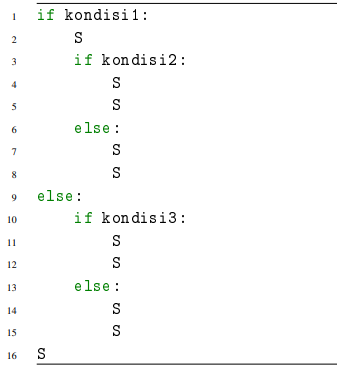 1 if kondisi1:
2     S
3     if kondisi2:
4         S
5         S
6     else:
7         S
8         S
9 else:
10     if kondisi3:
11         S
12         S
13     else:
14         S
15         S
16 S